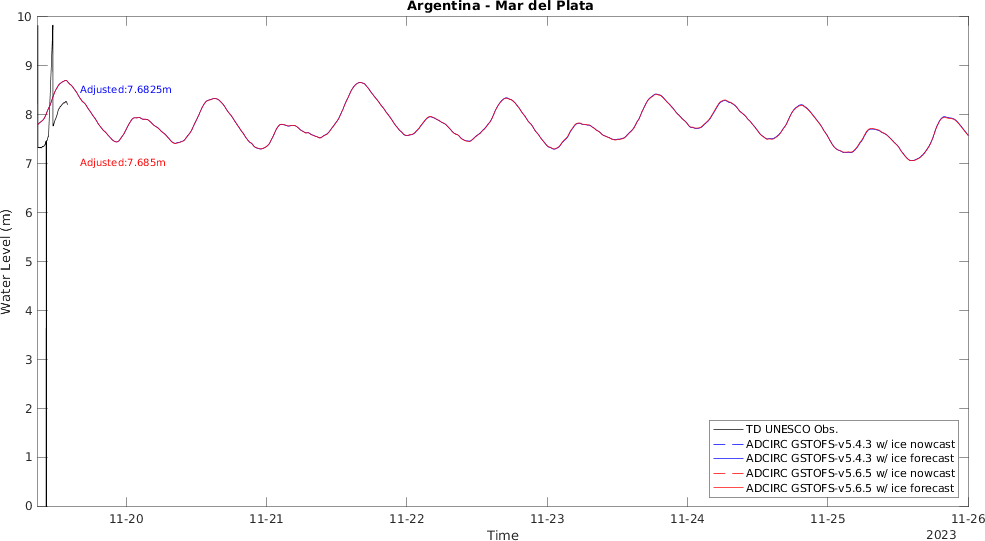 Argentina - Mar del Plata
10
9
8
7
6
5
4
3
2
1
0
Water Level (m)
Adjusted:7.6825m
Adjusted:7.685m
TD UNESCO Obs.
ADCIRC GSTOFS-v5.4.3 w/ ice nowcast
ADCIRC GSTOFS-v5.4.3 w/ ice forecast
ADCIRC GSTOFS-v5.6.5 w/ ice nowcast
ADCIRC GSTOFS-v5.6.5 w/ ice forecast
11-20 11-21 11-22 11-23 11-24 11-25 11-26
Time
2023